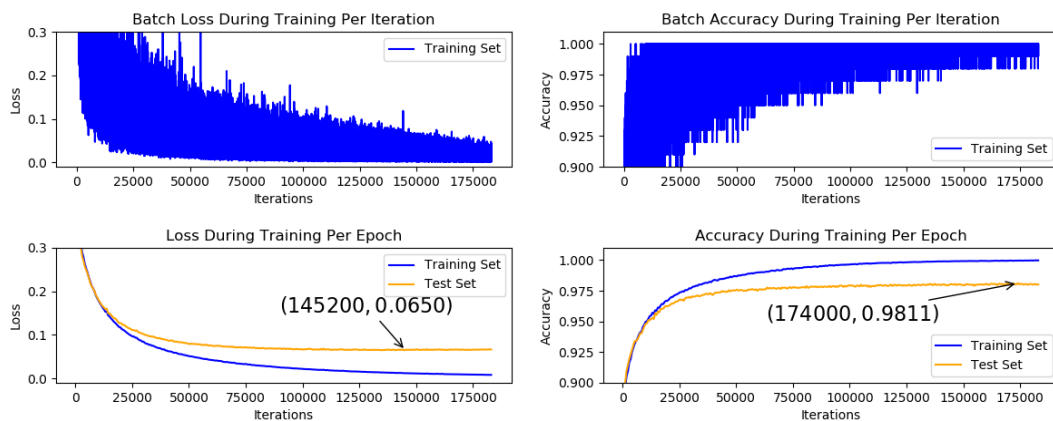 Batch Loss During Training Per Iteration
0.3
0.2
0.1
0.0
Loss
Training Set
0 25000 50000 75000 100000 125000 150000 175000
Iterations
Batch Accuracy During Training Per Iteration
1.000
0.975
0.950
0.925
0.900
Accuracy
Training Set
0 25000 50000 75000 100000 125000 150000 175000
Iterations
Loss During Training Per Epoch
0.3
0.2
0.1
0.0
Loss
Training Set
Test Set
(145200, 0.0650)
0 25000 50000 75000 100000 125000 150000 175000
Iterations
Accuracy During Training Per Epoch
1.000
0.975
0.950
0.925
0.900
Accuracy
(174000, 0.9811)
Training Set
Test Set
0 25000 50000 75000 100000 125000 150000 175000
Iterations